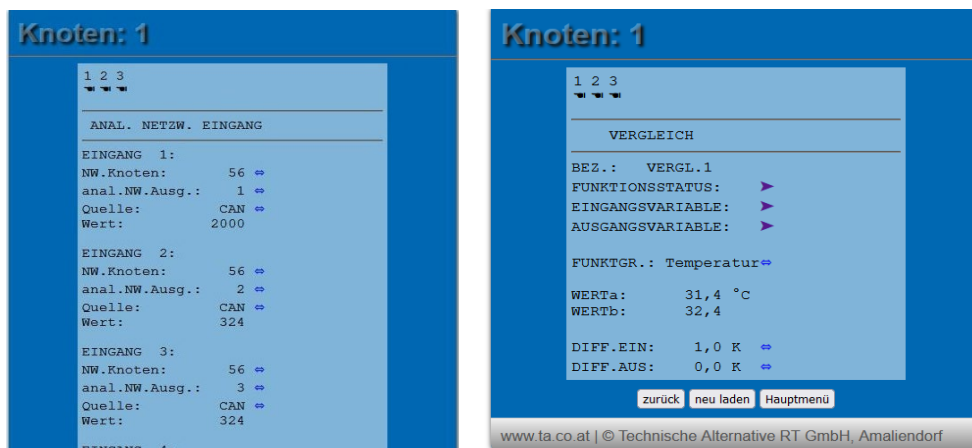 Knoten: 1
1 2 3
ANAL. NETZW. EINGANG
EINGANG 1:
NW.Knoten: 56
anal.NW.Ausg.: 1
Quelle: CAN
Wert: 2000
EINGANG 2:
NW.Knoten: 56
anal.NW.Ausg.: 2
Quelle: CAN
Wert: 324
EINGANG 3:
NW.Knoten: 56
anal.NW.Ausg.: 3
Quelle: CAN
Wert: 324
Knoten: 1
1 2 3
VERGLEICH
BEZ.: VERGL.1
FUNKTIONSSTATUS:
EINGANGSVARIABLE:
AUSGANGSVARIABLE:
FUNKTGR.: Temperatur
WERTa: 31,4 °C
WERTb: 32,4
DIFF.EIN: 1,0 K
DIFF.AUS: 0,0 K
zurück neu laden Hauptmenü
www.ta.co.at | © Technische Alternative RT GmbH, Amaliendorf